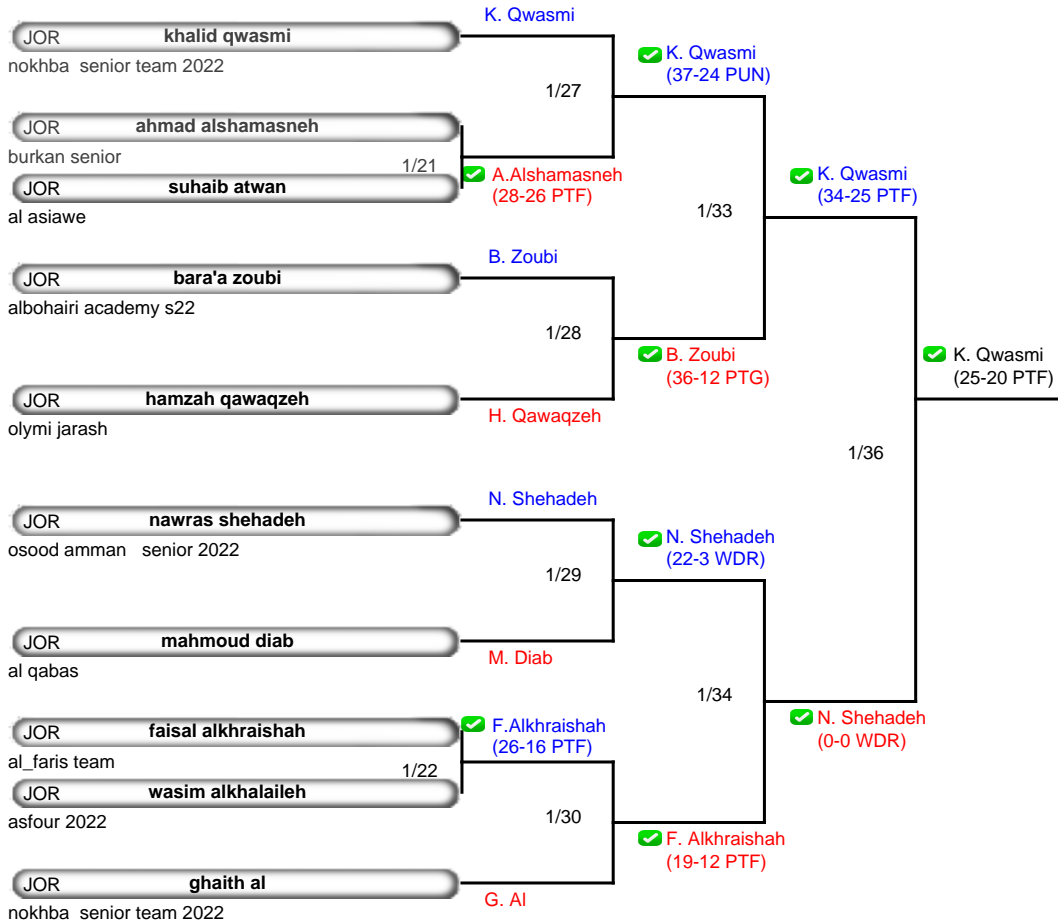 K. Qwasmi
JOR khalid qwasmi
nokhba  senior team 2022
K. Qwasmi
(37-24 PUN)
1/27
JOR ahmad alshamasneh
burkan senior
1/21
A.Alshamasneh
(28-26 PTF)
JOR suhaib atwan
al asiawe
K. Qwasmi
(34-25 PTF)
1/33
B. Zoubi
JOR bara'a zoubi
albohairi academy s22
1/28
B. Zoubi
(36-12 PTG)
K. Qwasmi
(25-20 PTF)
JOR hamzah qawaqzeh
olymi jarash
H. Qawaqzeh
1/36
N. Shehadeh
JOR nawras shehadeh
osood amman   senior 2022
N. Shehadeh
(22-3 WDR)
1/29
JOR mahmoud diab
al qabas
M. Diab
1/34
N. Shehadeh
(0-0 WDR)
JOR faisal alkhraishah
al_faris team
F.Alkhraishah
(26-16 PTF)
1/22
JOR wasim alkhalaileh
asfour 2022
1/30
F. Alkhraishah
(19-12 PTF)
JOR ghaith al
nokhba  senior team 2022
G. Al